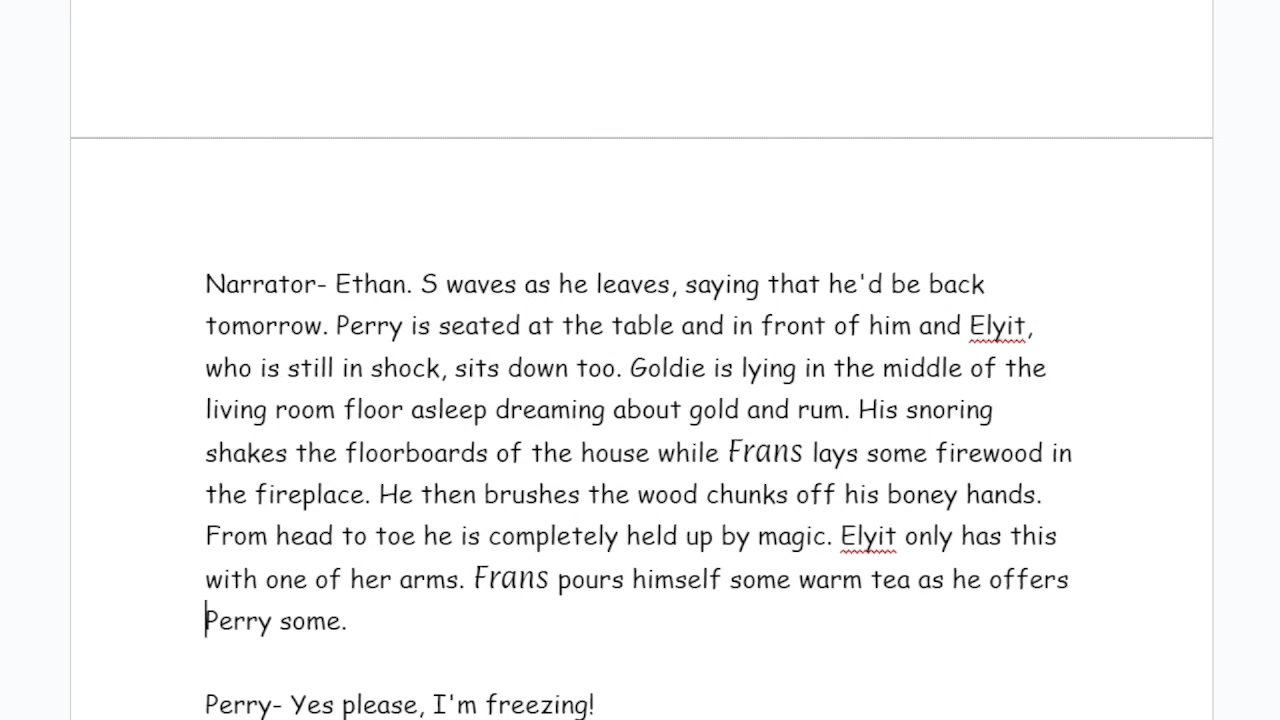 Narrator- Ethan. S waves as he leaves, saying that he'd be back
tomorrow. Perry is seated at the table and in front of him and Elyit,
who is still in shock, sits down too. Goldie is lying in the middle of the
living room floor asleep dreaming about gold and rum. His snoring
shakes the floorboards of the house while Frans lays some firewood in
the fireplace. He then brushes the wood chunks off his boney hands.
From head to toe he is completely held up by magic. Elyit only has this
with one of her arms. Frans pours himself some warm tea as he offers
Perry some.
Perry- Yes please, I'm freezing!